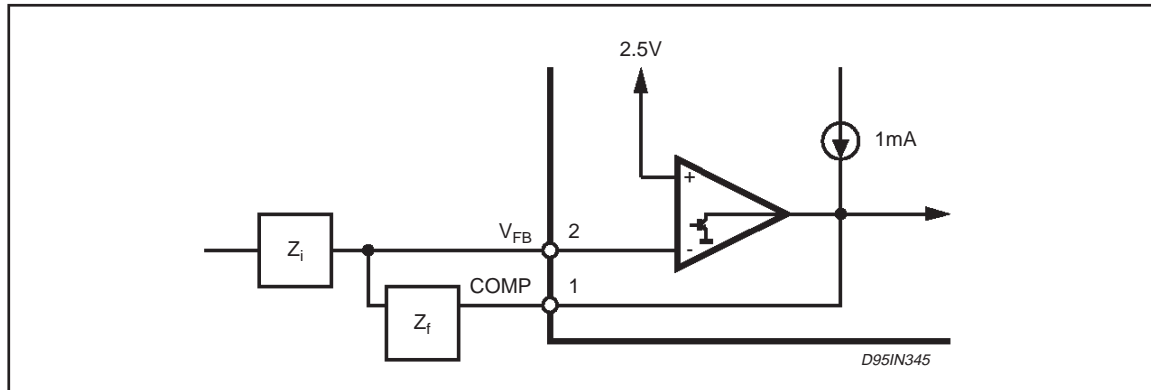 2.5V
1mA
+
-
Zi
VFB
2
COMP
1
Zf
D95IN345